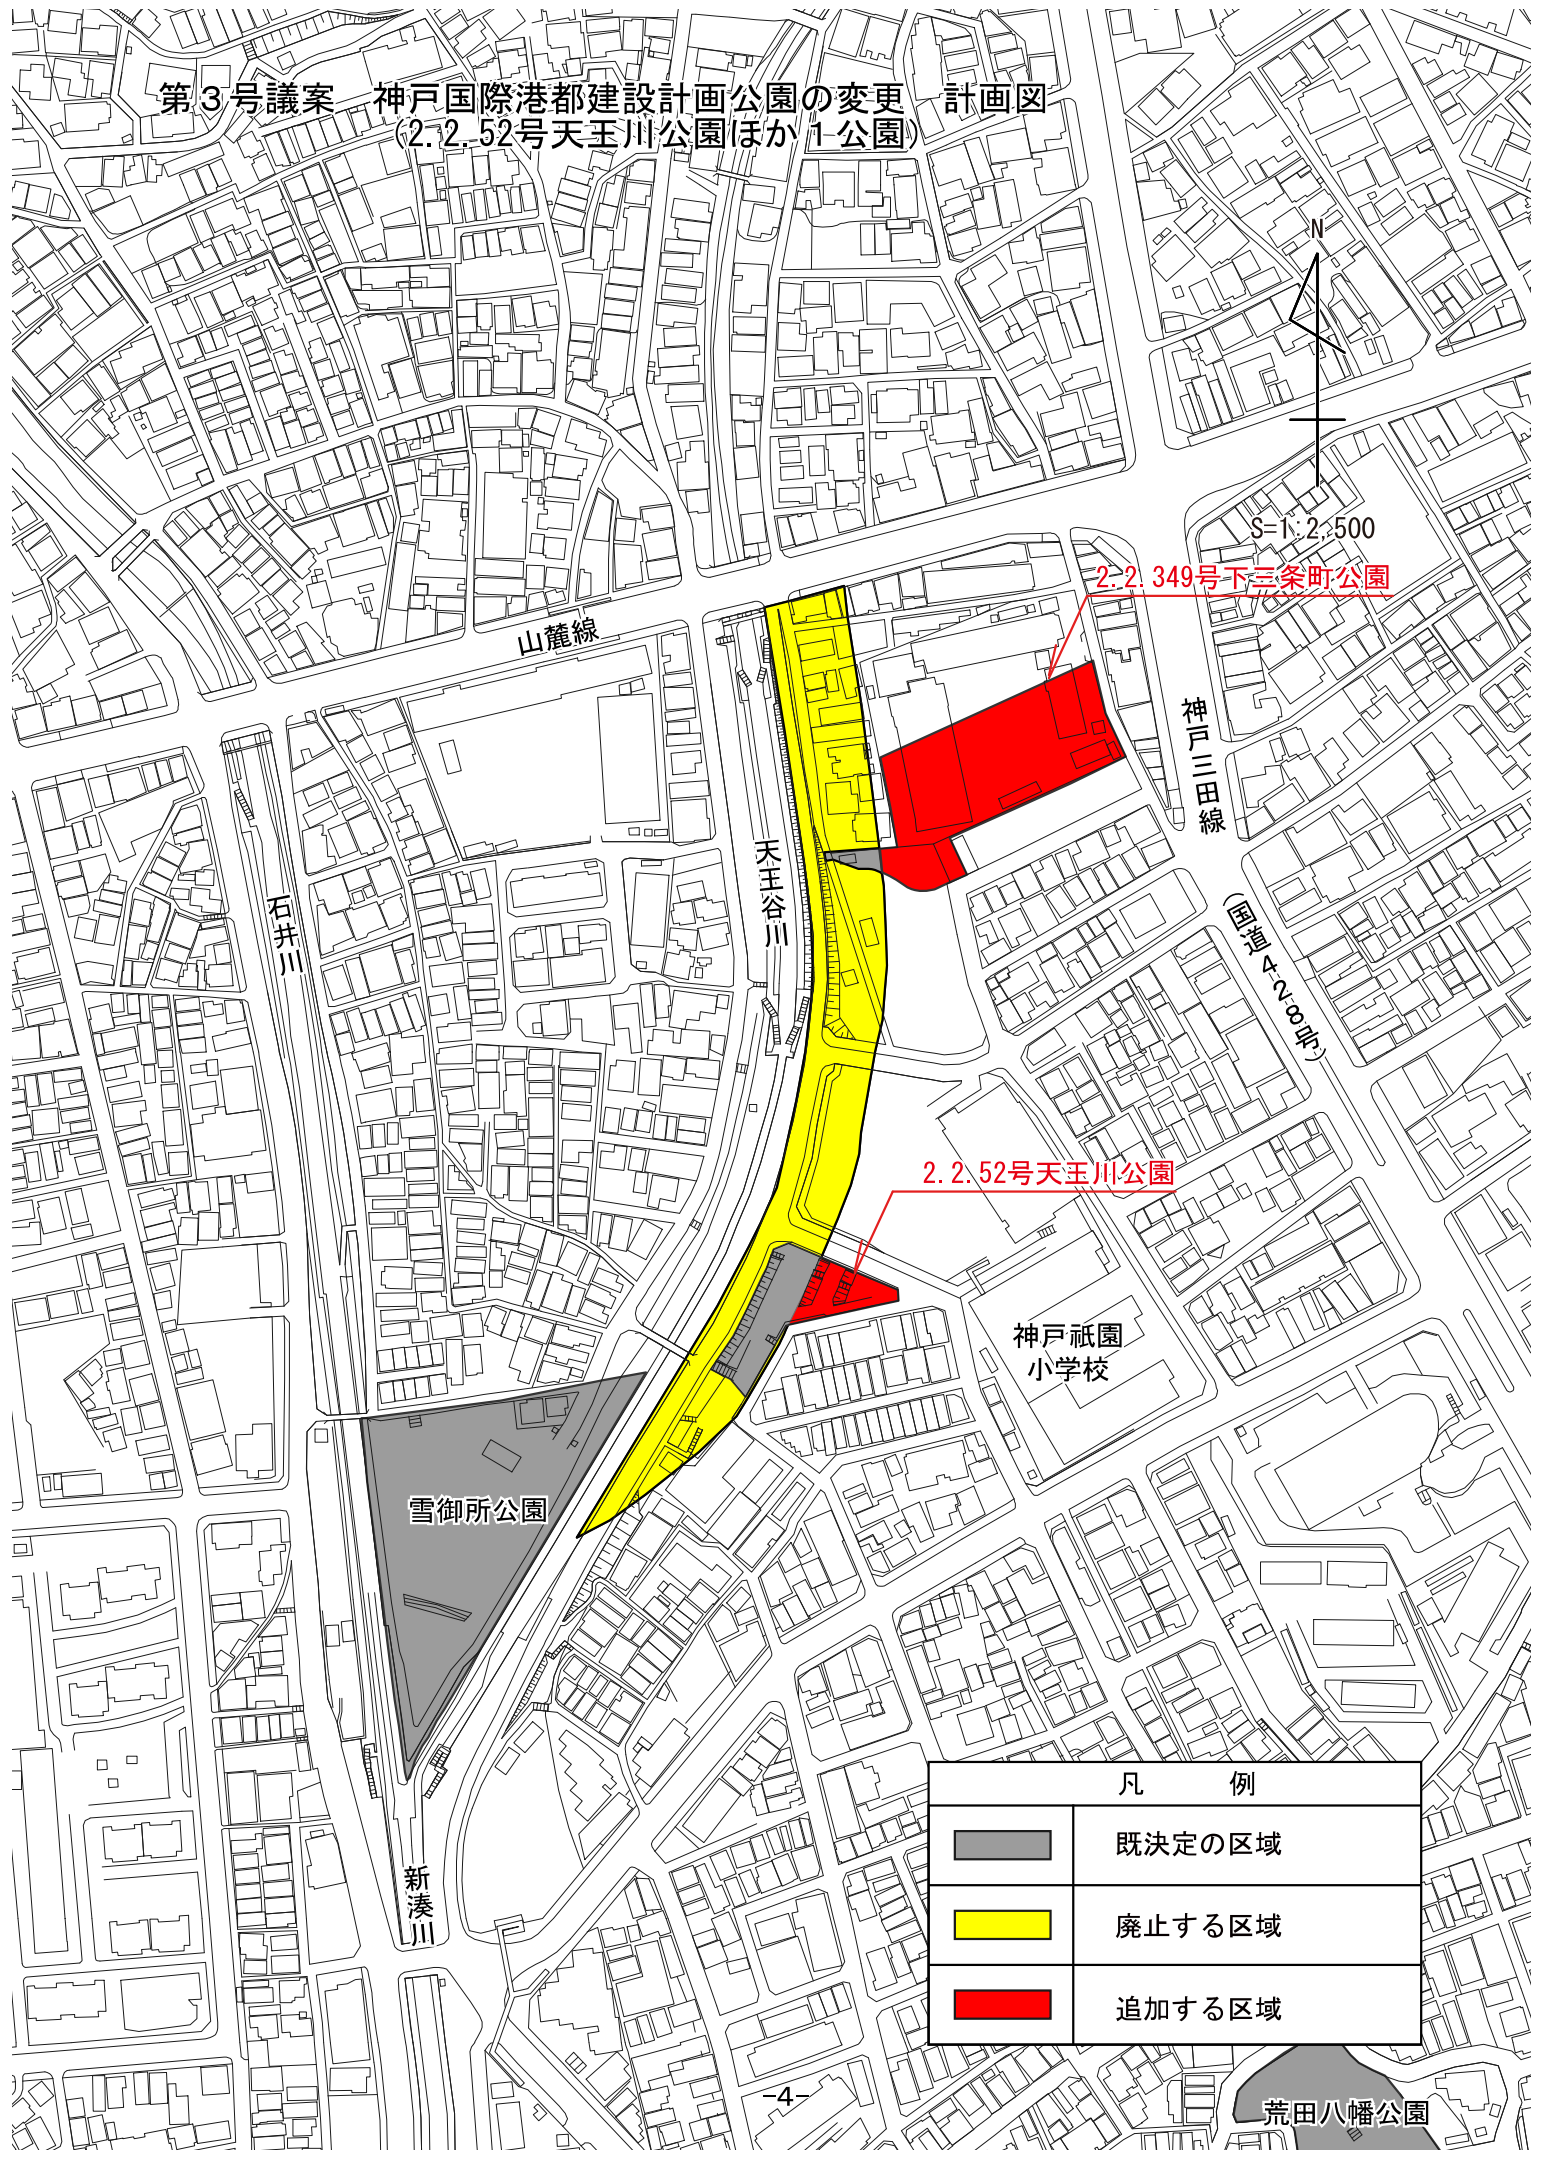 第３号議案　神戸国際港都建設計画公園の変更　計画図
(2.2.52号天王川公園ほか１公園)
N
S=1:2,500
2.2.349号下三条町公園
山麓線
神戸三田線
天王谷川
石井川
(国道428号)
2.2.52号天王川公園
神戸祇園
小学校
雪御所公園
新湊川
凡　例
既決定の区域
廃止する区域
追加する区域
-4-
荒田八幡公園